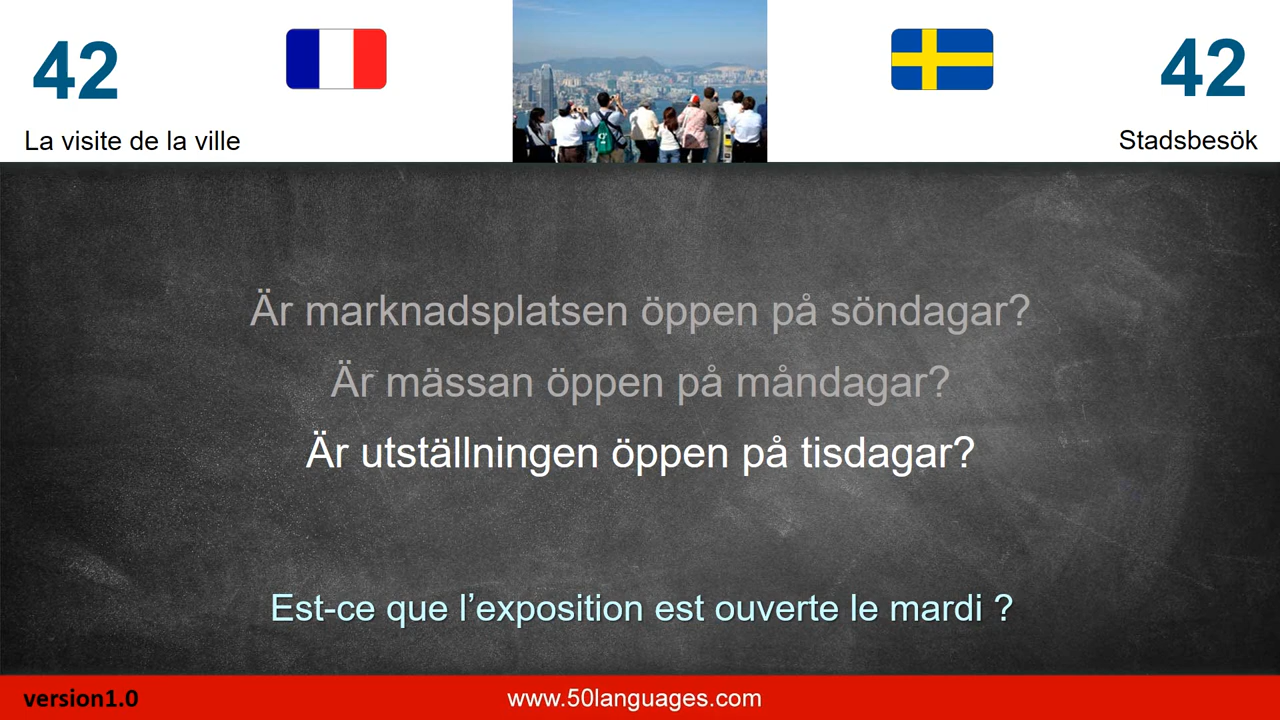 42
42
La visite de la ville
Stadsbesök
Är marknadsplatsen öppen på söndagar?
Är mässan öppen på måndagar?
Är utställningen öppen på tisdagar?
Est-ce que l’exposition est ouverte le mardi ?
version1.0
www.50languages.com